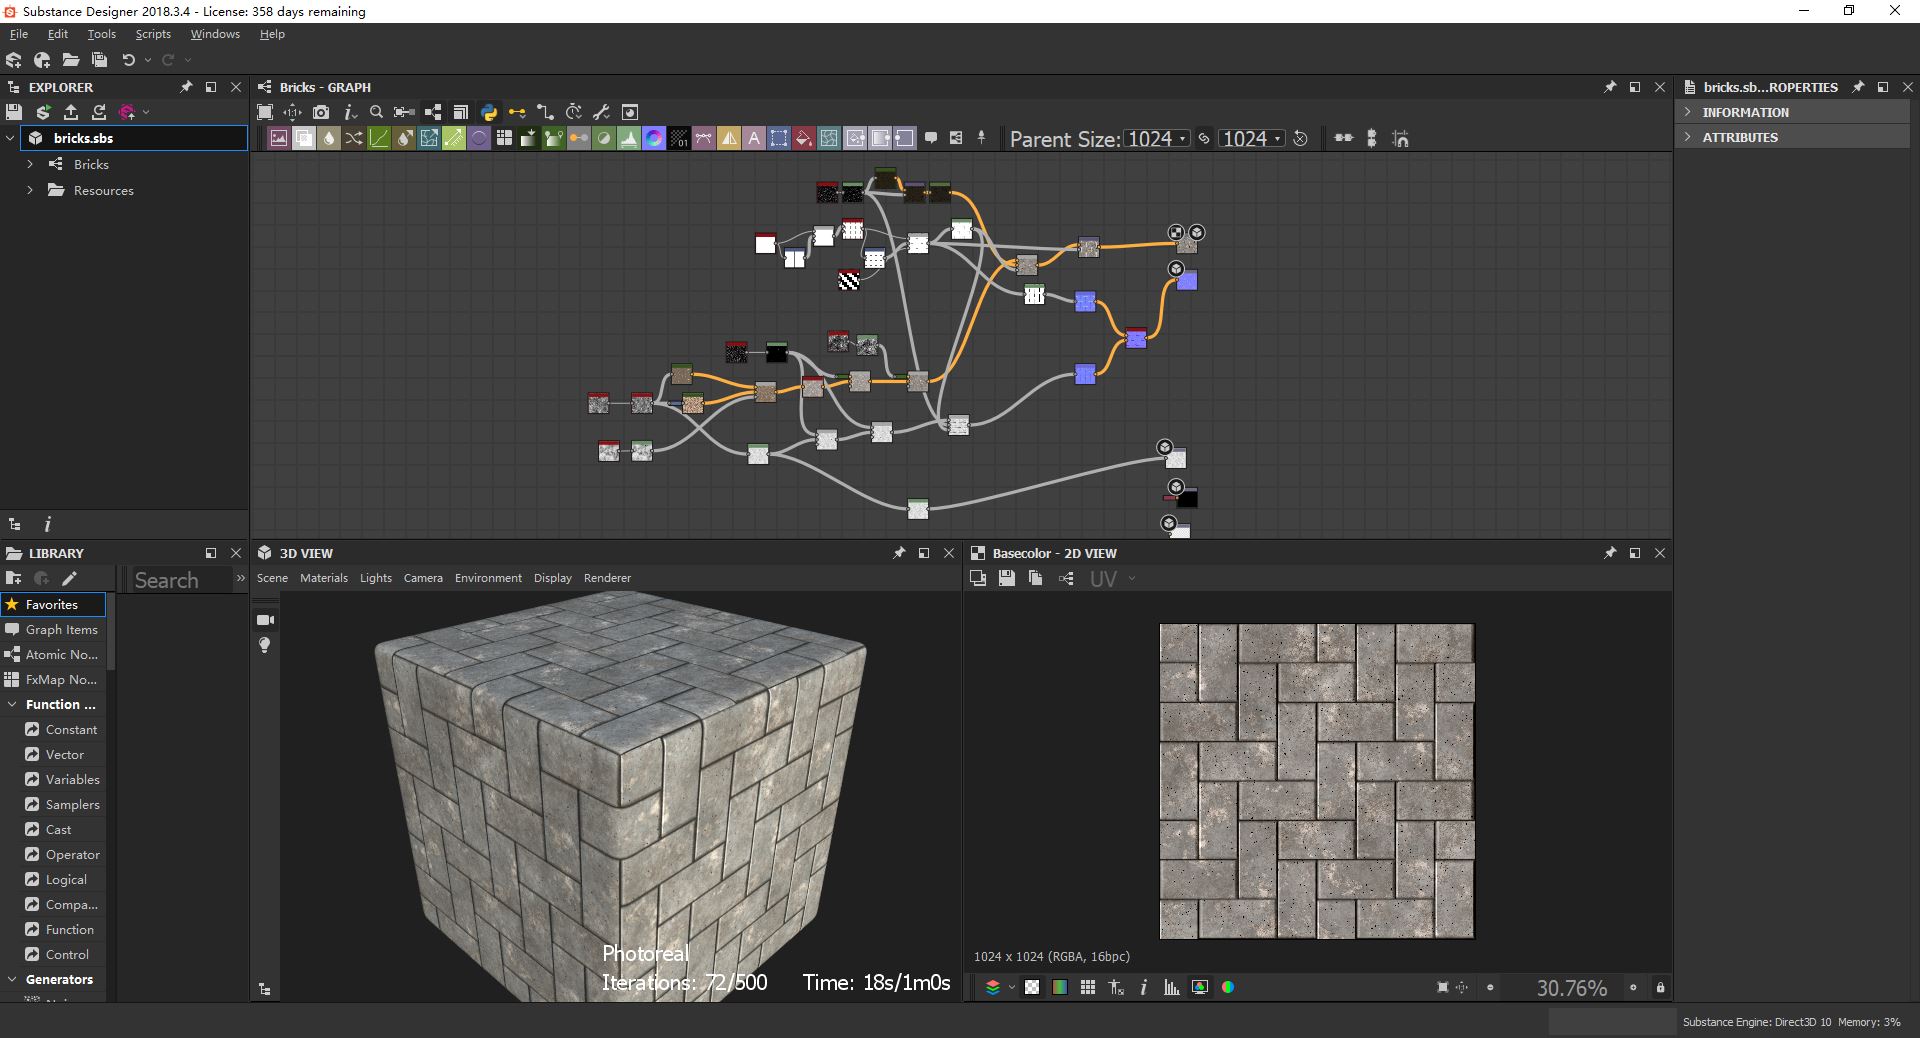 Substance Designer 2018.3.4 - License: 358 days remaining
File Edit Tools Scripts Windows Help
EXPLORER
bricks.sbs
Bricks
Resources
Bricks - GRAPH
Parent Size: 1024 1024
bricks.sb...ROPERTIES
INFORMATION
ATTRIBUTES
LIBRARY
Search
Favorites
Graph Items
Atomic No...
FxMap No...
Function ...
Constant
Vector
Variables
Samplers
Cast
Operator
Logical
Compa...
Function
Control
Generators
3D VIEW
Scene Materials Lights Camera Environment Display Renderer
Photoreal
Iterations: 72/500 Time: 18s/1m0s
Basecolor - 2D VIEW
UV
1024 x 1024 (RGBA, 16bpc)
30.76%
Substance Engine: Direct3D 10 Memory: 3%